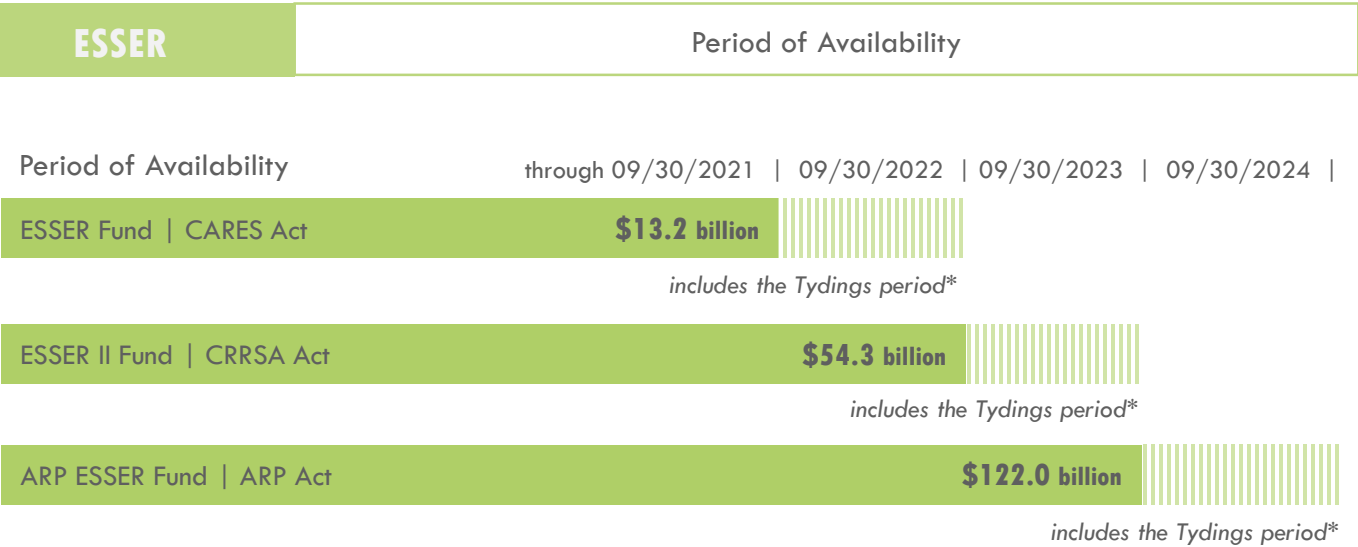 ESSER
Period of Availability
Period of Availability
through 09/30/2021 | 09/30/2022 | 09/30/2023 | 09/30/2024 |
ESSER Fund | CARES Act $13.2 billion
includes the Tydings period*
ESSER II Fund | CRRSA Act $54.3 billion
includes the Tydings period*
ARP ESSER Fund | ARP Act $122.0 billion
includes the Tydings period*